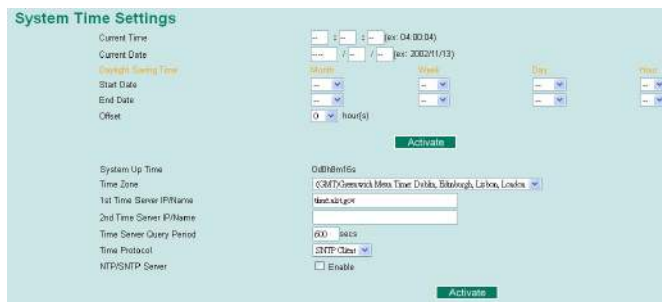 System Time Settings
Current Time -- : -- : -- (ex: 04:00:04)
Current Date ---- / -- / -- (ex: 2002/11/13)
Daylight Saving Time Month Week Day Hour
Start Date -- -- -- --
End Date -- -- -- --
Offset 0 hour(s)
Activate
System Up Time 0d0h8m16s
Time Zone (GMT)Greenwich Mean Time: Dublin, Edinburgh, Lisbon, London
1st Time Server IP/Name time.nist.gov
2nd Time Server IP/Name
Time Server Query Period 600 secs
Time Protocol SNTP Client
NTP/SNTP Server Enable
Activate